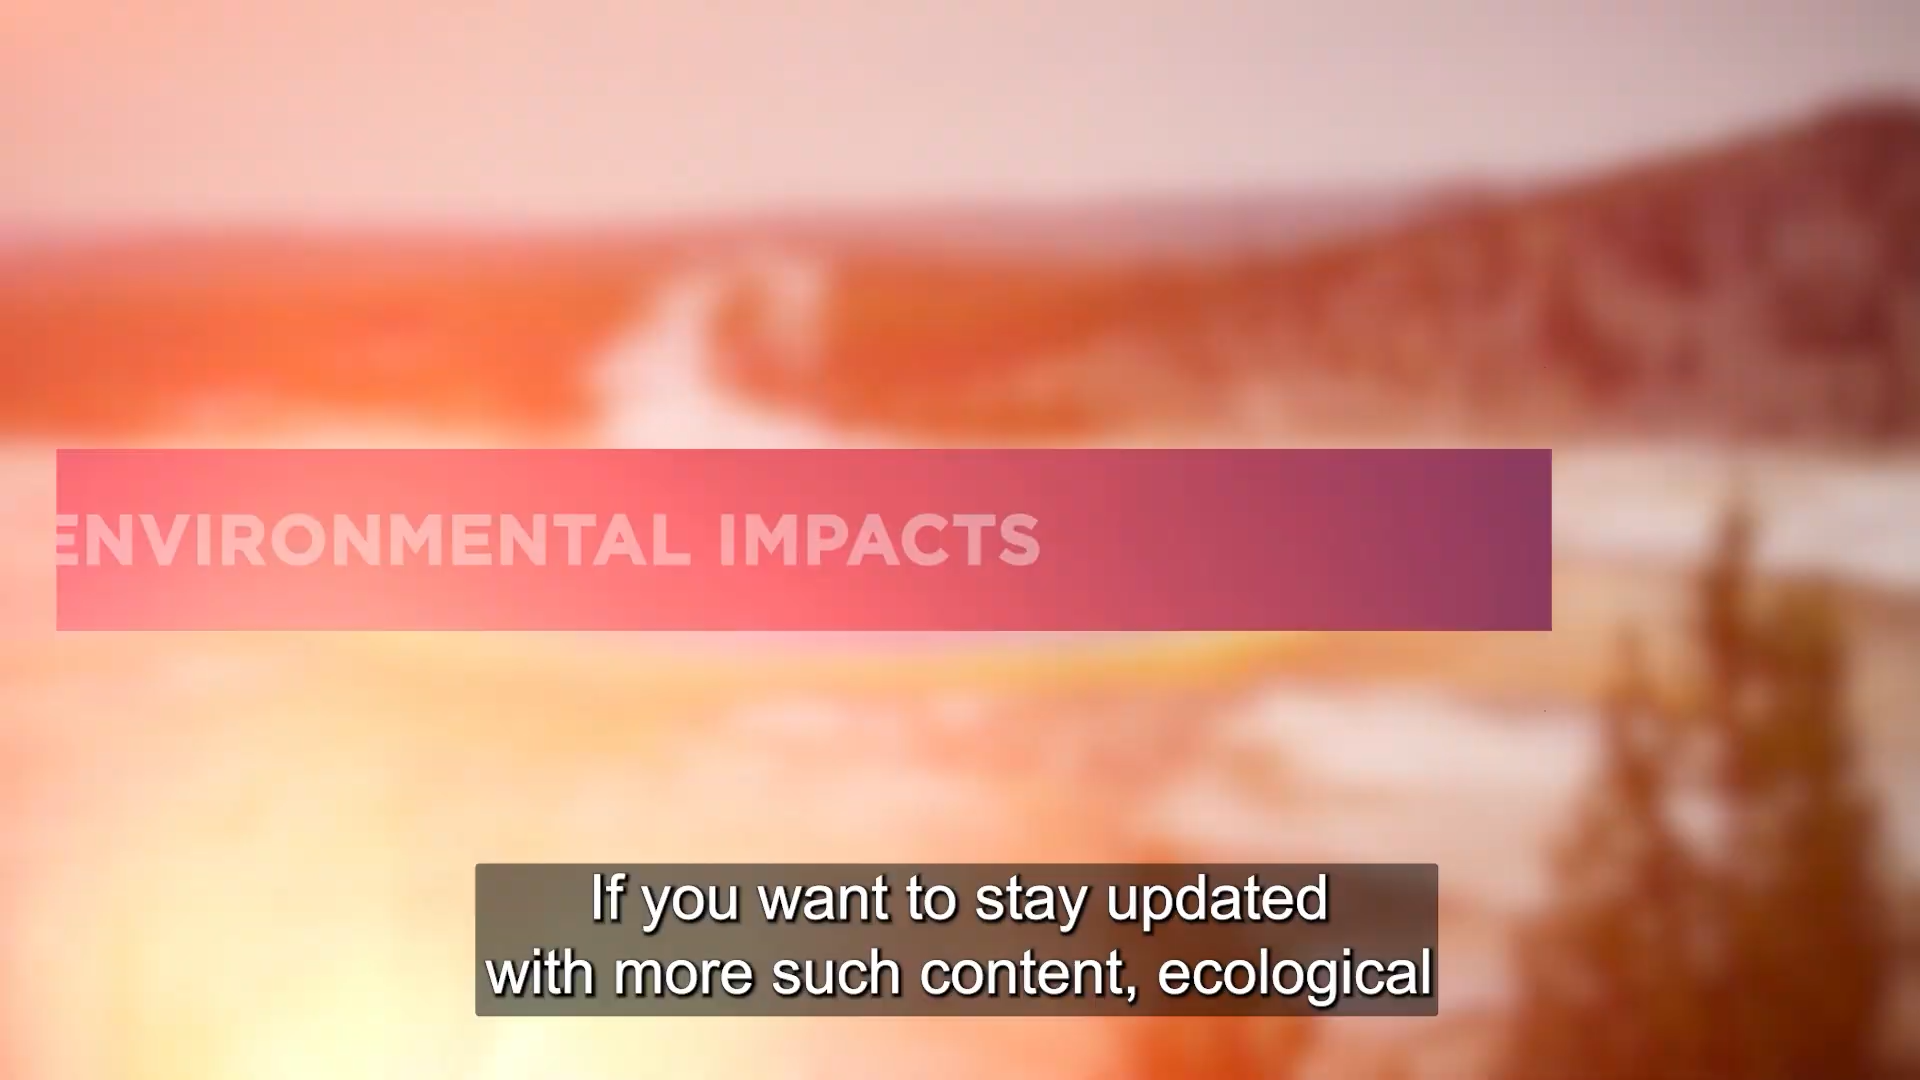 ENVIRONMENTAL IMPACTS
If you want to stay updated
with more such content, ecological